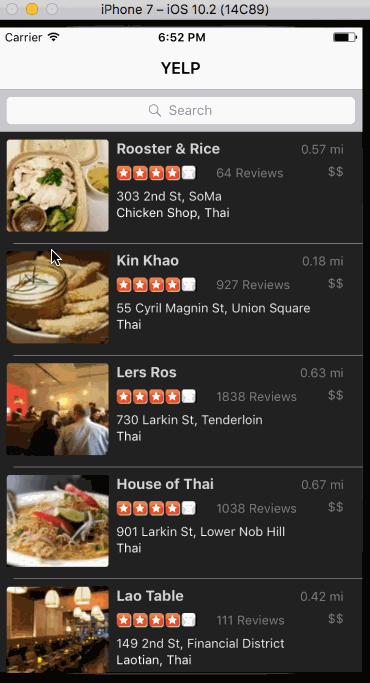 iPhone 7 – iOS 10.2 (14C89)
Carrier 6:52 PM
YELP
Search
Rooster & Rice 0.57 mi
64 Reviews $$
303 2nd St, SoMa
Chicken Shop, Thai
Kin Khao 0.18 mi
927 Reviews $$
55 Cyril Magnin St, Union Square
Thai
Lers Ros 0.63 mi
1838 Reviews $$
730 Larkin St, Tenderloin
Thai
House of Thai 0.67 mi
1038 Reviews $$
901 Larkin St, Lower Nob Hill
Thai
Lao Table 0.42 mi
111 Reviews $$
149 2nd St, Financial District
Laotian, Thai